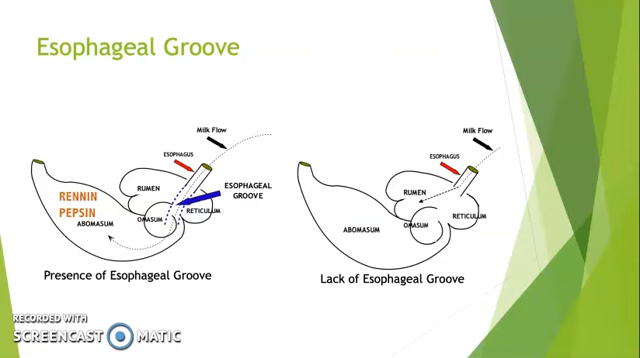 Esophageal Groove
Milk Flow
ESOPHAGUS
RUMEN
RENNIN
PEPSIN
ABOMASUM
OMASUM
RETICULUM
ESOPHAGEAL
GROOVE
Presence of Esophageal Groove
Milk Flow
ESOPHAGUS
RUMEN
RETICULUM
OMASUM
ABOMASUM
Lack of Esophageal Groove
RECORDED WITH
SCREENCAST MATIC